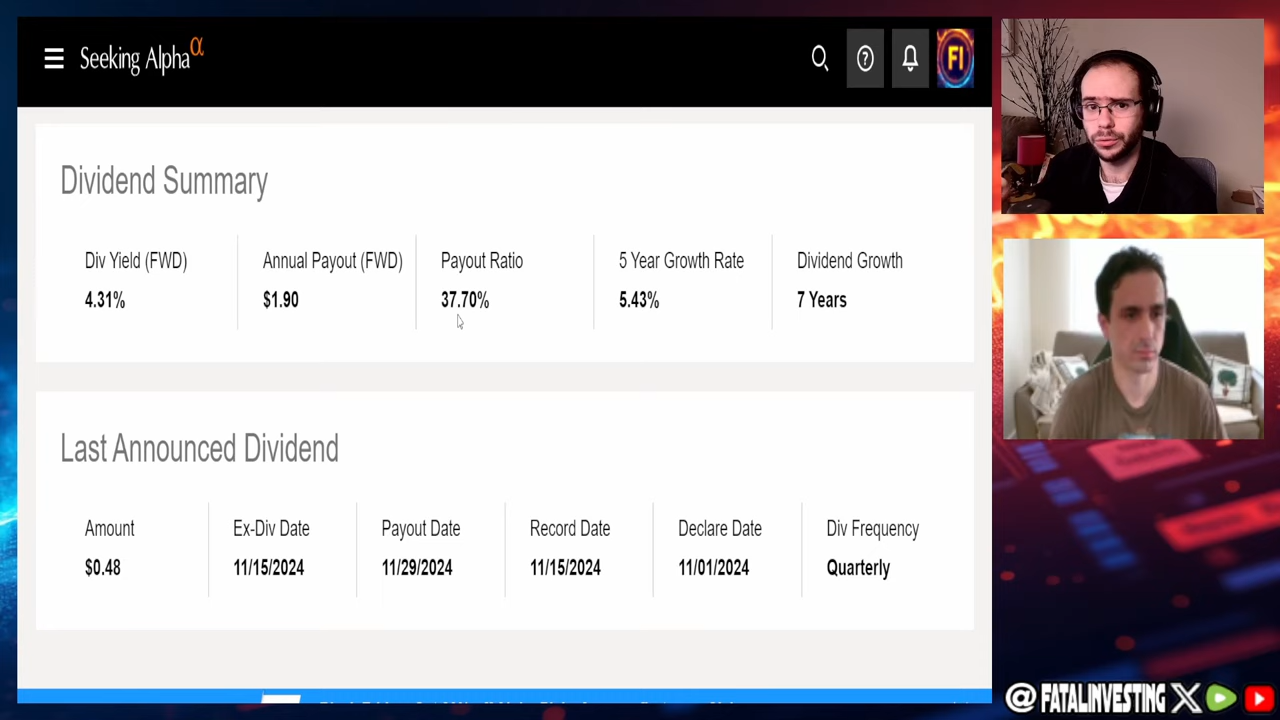 Seeking Alpha α
FI
Dividend Summary
Div Yield (FWD) Annual Payout (FWD) Payout Ratio 5 Year Growth Rate Dividend Growth
4.31% $1.90 37.70% 5.43% 7 Years
Last Announced Dividend
Amount Ex-Div Date Payout Date Record Date Declare Date Div Frequency
$0.48 11/15/2024 11/29/2024 11/15/2024 11/01/2024 Quarterly
@FATALINVESTING X